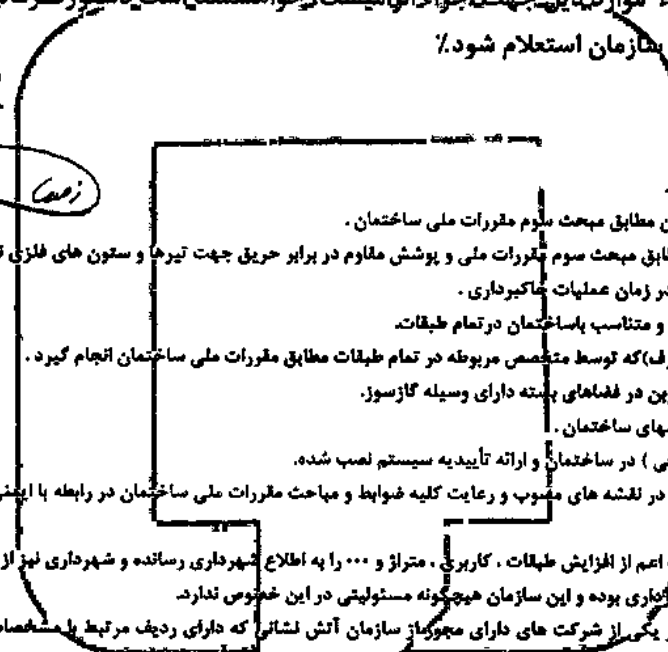 سازمان استعلام شود٪
مطابق مبحث سوم مقررات ملی ساختمان .
مطابق مبحث سوم مقررات ملی و پوشش مقاوم در برابر حریق جهت تیرها و ستون های فلزی
در زمان عملیات خاکبرداری .
و متناسب باساختمان درتمام طبقات.
که توسط متخصص مربوطه در تمام طبقات مطابق مقررات ملی ساختمان انجام گیرد .
در فضاهای بسته دارای وسیله گازسوز.
ساختمان .
) در ساختمان و ارائه تأییدیه سیستم نصب شده.
در نقشه های مصوب و رعایت کلیه ضوابط و مباحث مقررات ملی ساختمان در رابطه با ایمنی
اعم از افزایش طبقات ، کاربری ، متراژ و ... را به اطلاع شهرداری رسانده و شهرداری نیز از
بوده و این سازمان هیچگونه مسئولیتی در این خصوص ندارد.
یکی از شرکت های دارای مجوز از سازمان آتش نشانی که دارای ردیف مرتبط با مشخصات